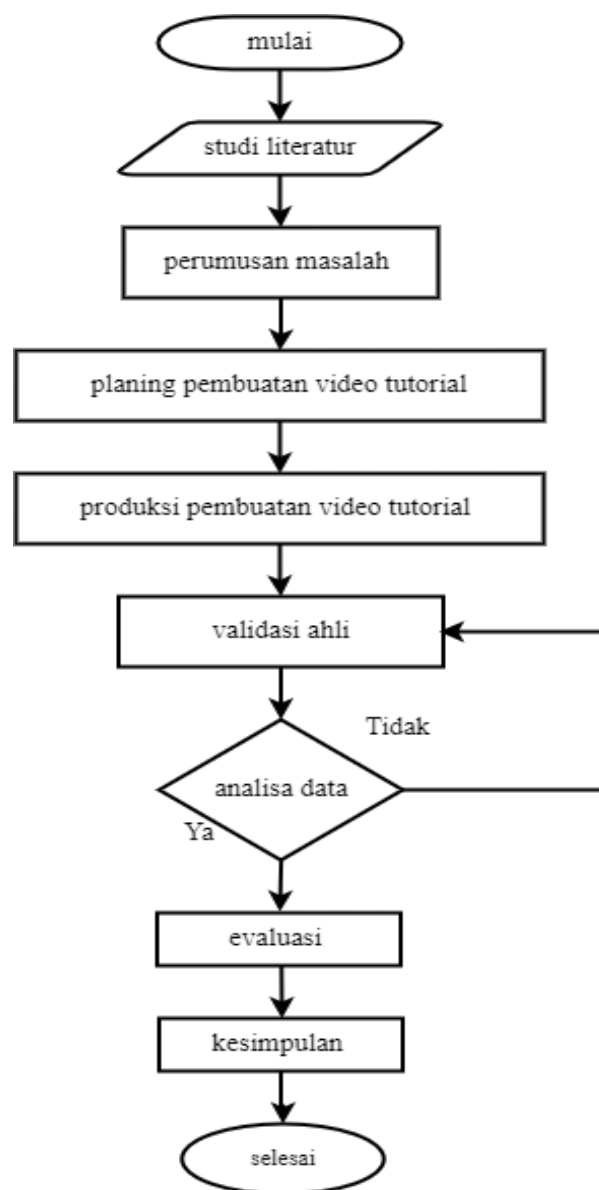 mulai
studi literatur
perumusan masalah
planing pembuatan video tutorial
produksi pembuatan video tutorial
validasi ahli
Tidak
analisa data
Ya
evaluasi
kesimpulan
selesai